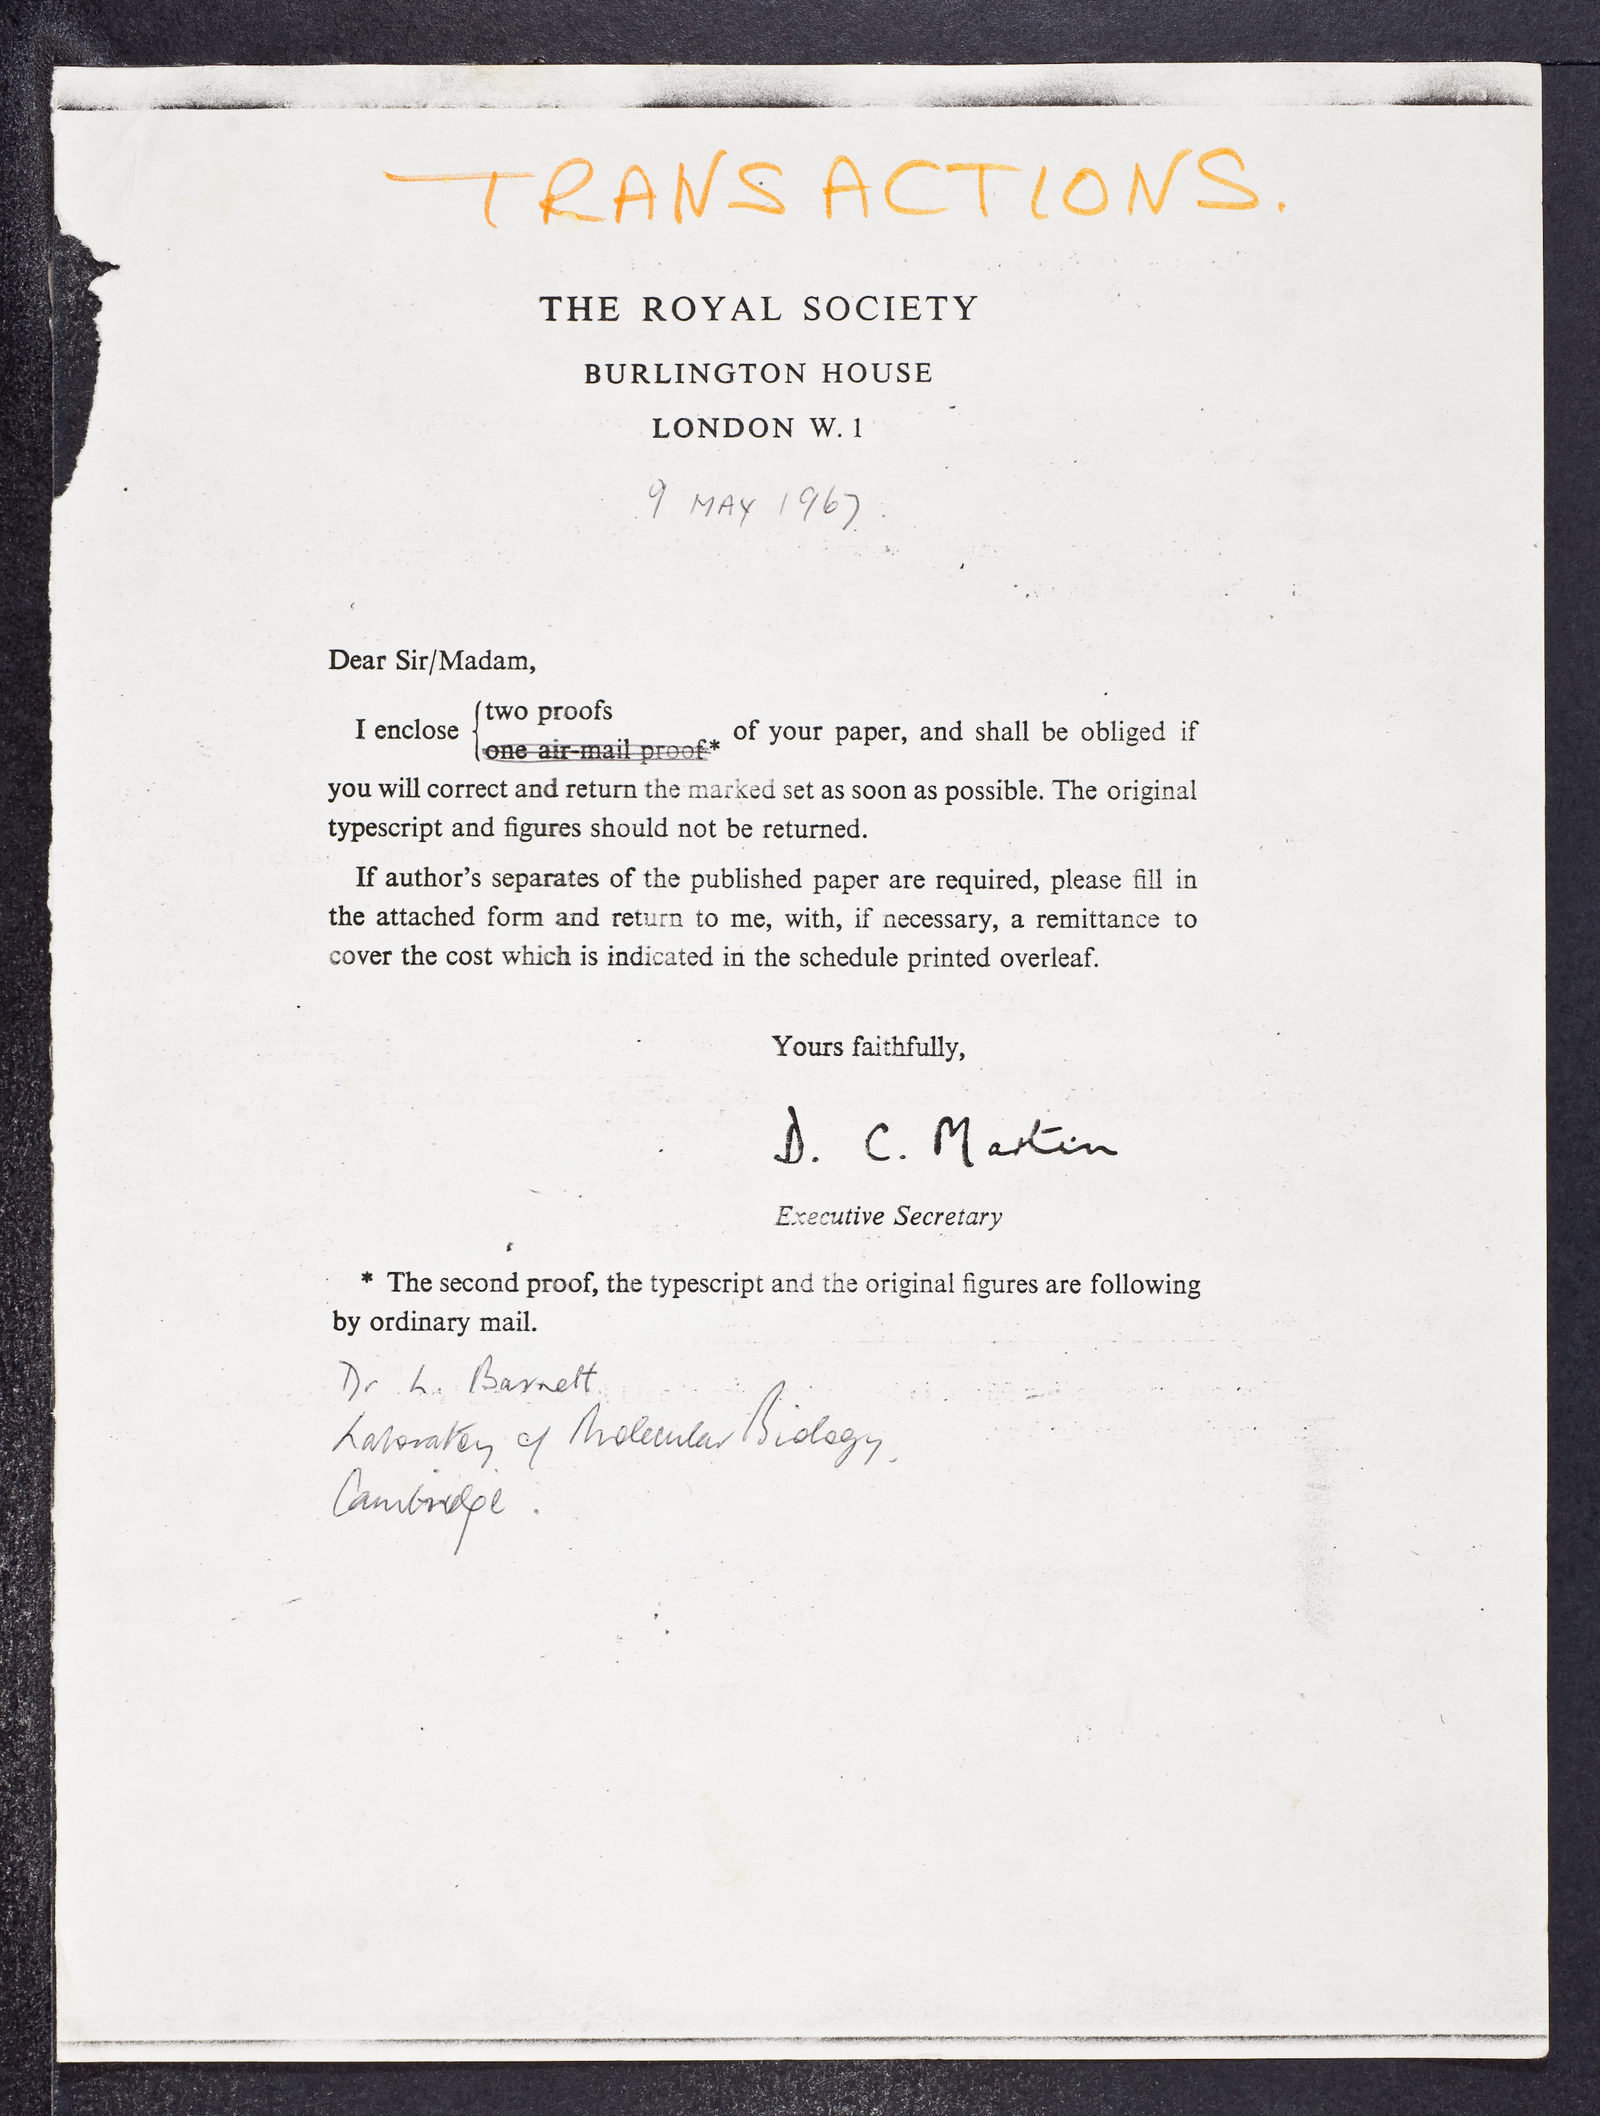 TRANSACTIONS.
THE ROYAL SOCIETY
BURLINGTON HOUSE
LONDON W. 1
9 MAY 1967.
Dear Sir/Madam,
two proofs
I enclose { of your paper, and shall be obliged if
one air-mail proof*
you will correct and return the marked set as soon as possible. The original
typescript and figures should not be returned.
If author's separates of the published paper are required, please fill in
the attached form and return to me, with, if necessary, a remittance to
cover the cost which is indicated in the schedule printed overleaf.
Yours faithfully,
D. C. Martin
Executive Secretary
* The second proof, the typescript and the original figures are following
by ordinary mail.
Dr L. Barnett
Laboratory of Molecular Biology,
Cambridge.